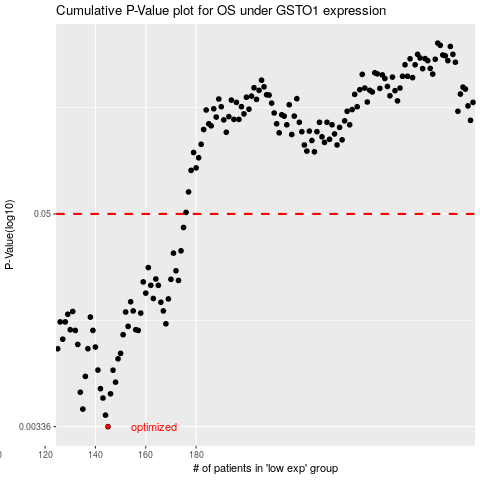 Cumulative P-Value plot for OS under GSTO1 expression
P-Value(log10)
0.05
0.00336
optimized
0 120 140 160 180
# of patients in 'low exp' group